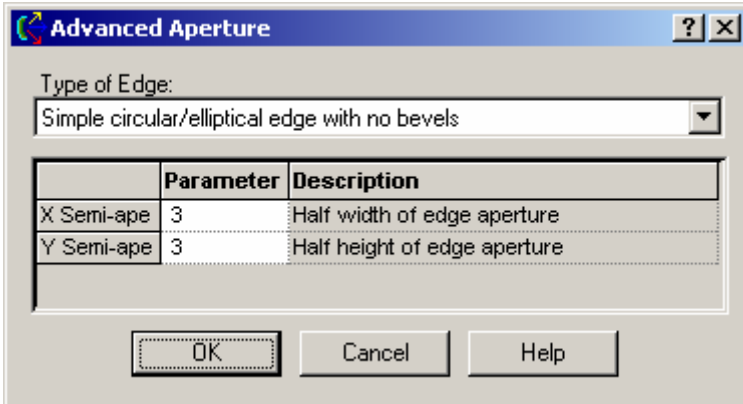 Advanced Aperture
Type of Edge:
Simple circular/elliptical edge with no bevels
Parameter Description
X Semi-ape 3 Half width of edge aperture
Y Semi-ape 3 Half height of edge aperture
OK Cancel Help